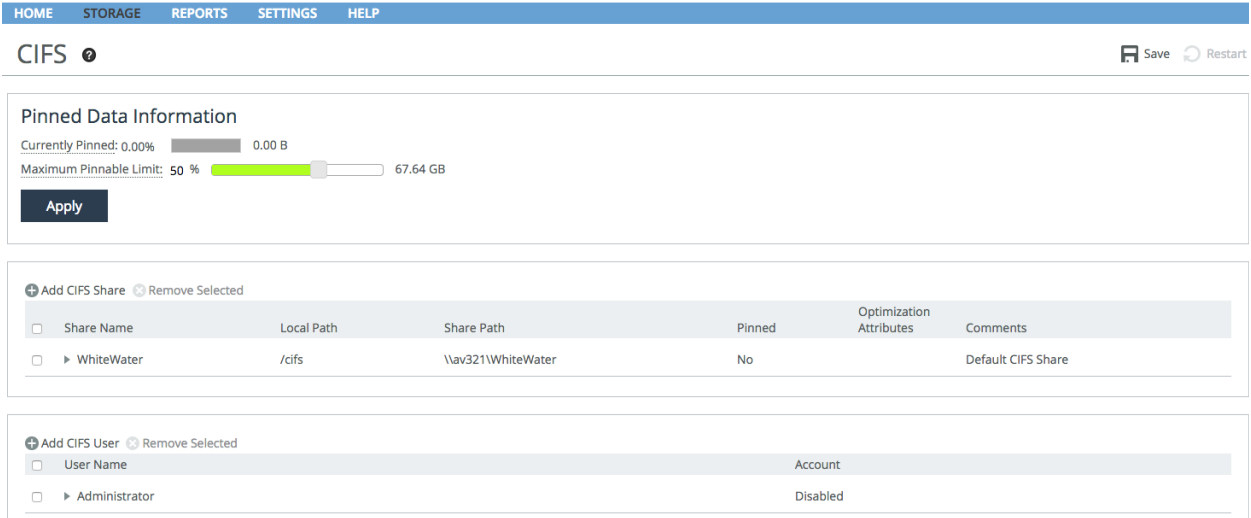 HOME STORAGE REPORTS SETTINGS HELP
CIFS ?
Save Restart
Pinned Data Information
Currently Pinned: 0.00% 0.00 B
Maximum Pinnable Limit: 50 % 67.64 GB
Apply
Add CIFS Share Remove Selected
Share Name Local Path Share Path Pinned Optimization Attributes Comments
WhiteWater /cifs \\av321\WhiteWater No Default CIFS Share
Add CIFS User Remove Selected
User Name Account
Administrator Disabled